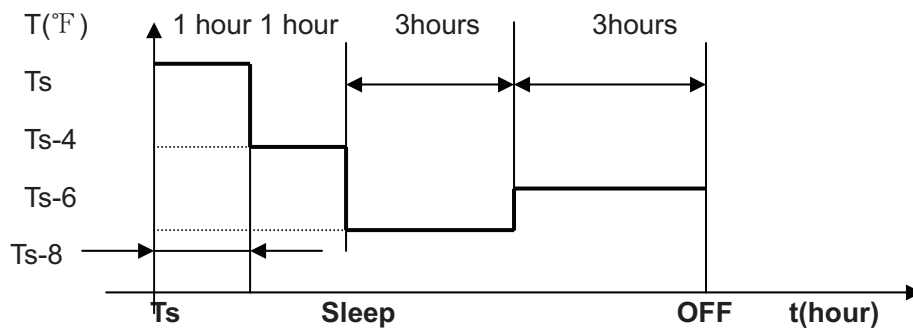 T(℉) 1 hour 1 hour 3hours 3hours
Ts
Ts-4
Ts-6
Ts-8
Ts Sleep OFF t(hour)